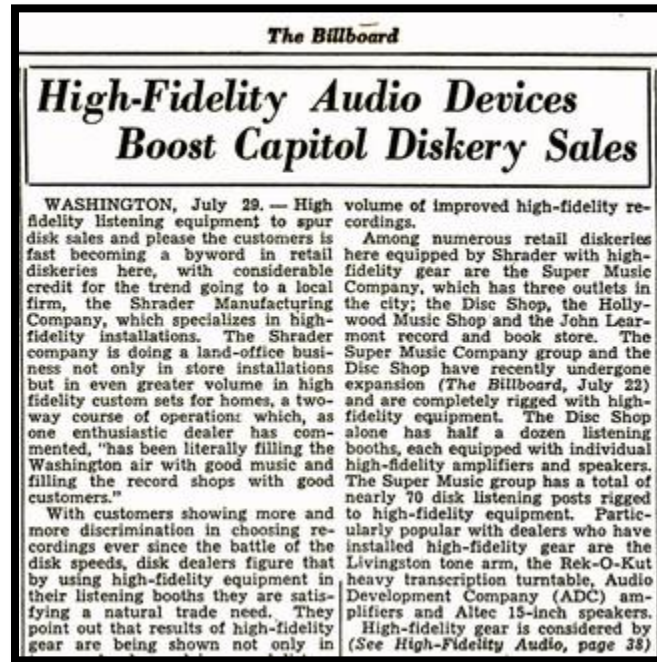 The Billboard
High-Fidelity Audio Devices
Boost Capitol Diskery Sales
WASHINGTON, July 29. — High
fidelity listening equipment to spur
disk sales and please the customers is
fast becoming a byword in retail
diskeries here, with considerable
credit for the trend going to a local
firm, the Shrader Manufacturing
Company, which specializes in high-
fidelity installations. The Shrader
company is doing a land-office busi-
ness not only in store installations
but in even greater volume in high
fidelity custom sets for homes, a two-
way course of operations which, as
one enthusiastic dealer has com-
mented, "has been literally filling the
Washington air with good music and
filling the record shops with good
customers."
With customers showing more and
more discrimination in choosing re-
cordings ever since the battle of the
disk speeds, disk dealers figure that
by using high-fidelity equipment in
their listening booths they are satis-
fying a natural trade need. They
point out that results of high-fidelity
gear are being shown not only in
volume of improved high-fidelity re-
cordings.
Among numerous retail diskeries
here equipped by Shrader with high-
fidelity gear are the Super Music
Company, which has three outlets in
the city; the Disc Shop, the Holly-
wood Music Shop and the John Lear-
mont record and book store. The
Super Music Company group and the
Disc Shop have recently undergone
expansion (The Billboard, July 22)
and are completely rigged with high-
fidelity equipment. The Disc Shop
alone has half a dozen listening
booths, each equipped with individual
high-fidelity amplifiers and speakers.
The Super Music group has a total of
nearly 70 disk listening posts rigged
to high-fidelity equipment. Partic-
ularly popular with dealers who have
installed high-fidelity gear are the
Livingston tone arm, the Rek-O-Kut
heavy transcription turntable, Audio
Development Company (ADC) am-
plifiers and Altec 15-inch speakers.
High-fidelity gear is considered by
(See High-Fidelity Audio, page 38)